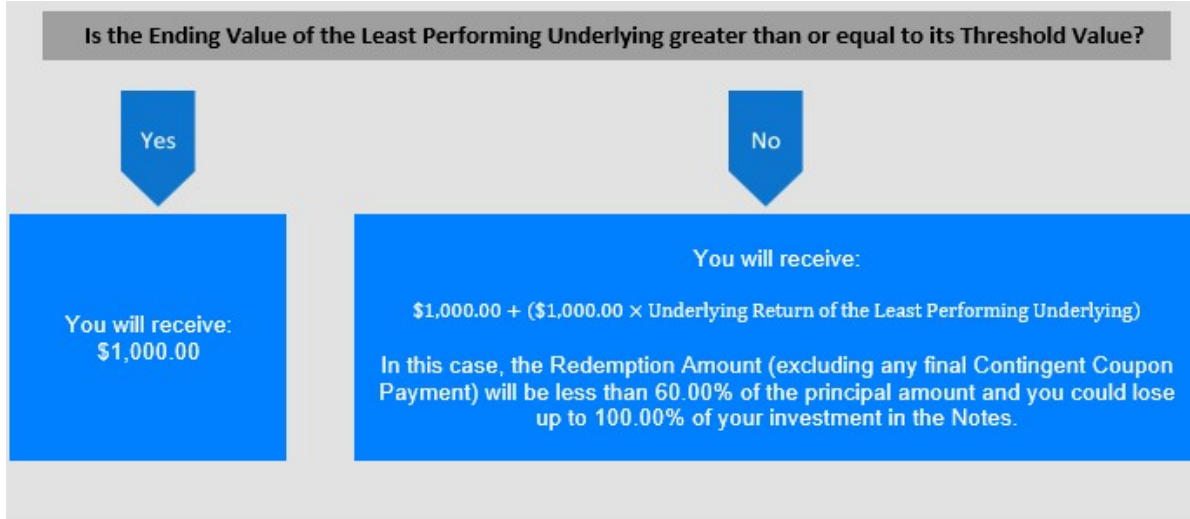 Is the Ending Value of the Least Performing Underlying greater than or equal to its Threshold Value?
Yes
No
You will receive:
$1,000.00
You will receive:
$1,000.00 + ($1,000.00 × Underlying Return of the Least Performing Underlying)
In this case, the Redemption Amount (excluding any final Contingent Coupon
Payment) will be less than 60.00% of the principal amount and you could lose
up to 100.00% of your investment in the Notes.